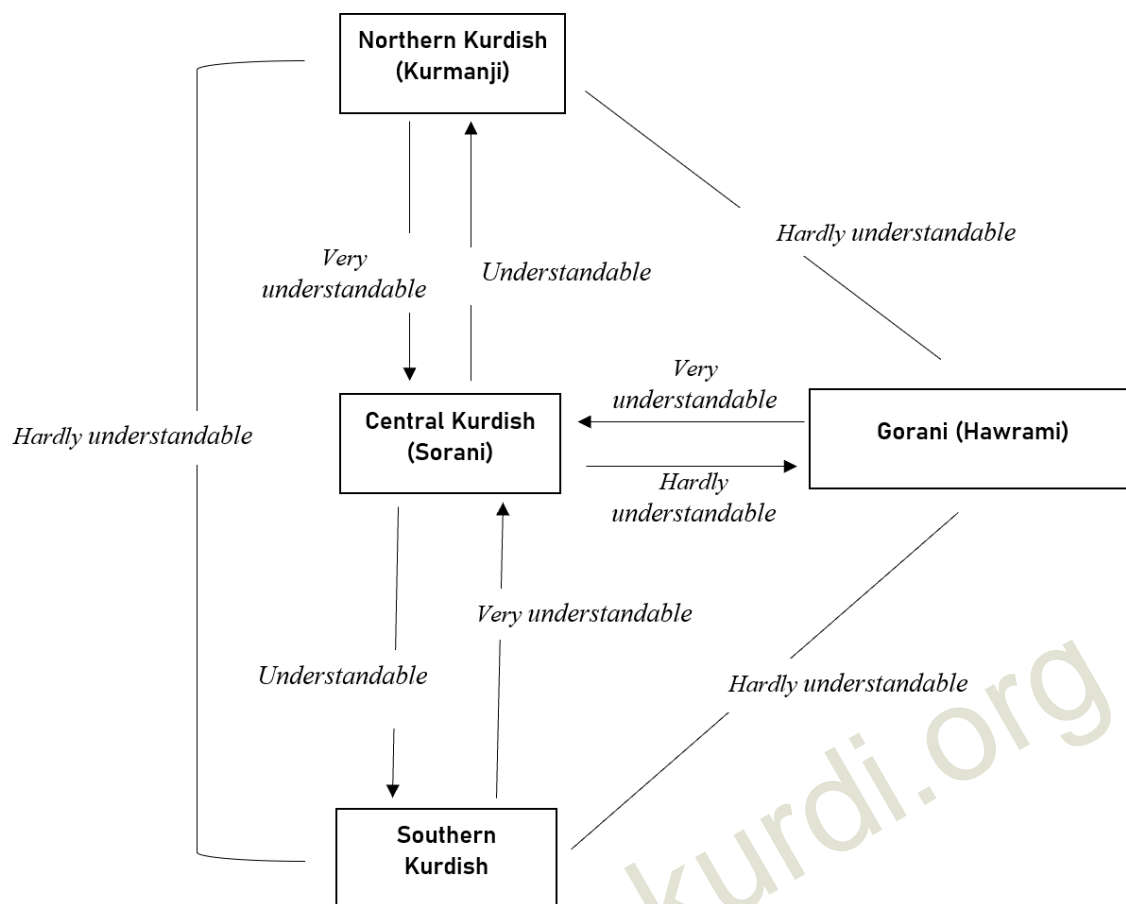 Northern Kurdish
(Kurmanji)
Hardly understandable
Very
understandable
Understandable
Very
understandable
Central Kurdish
(Sorani)
Gorani (Hawrami)
Hardly understandable
Hardly
understandable
Very understandable
Understandable
Hardly understandable
Southern
Kurdish
kurdi.org